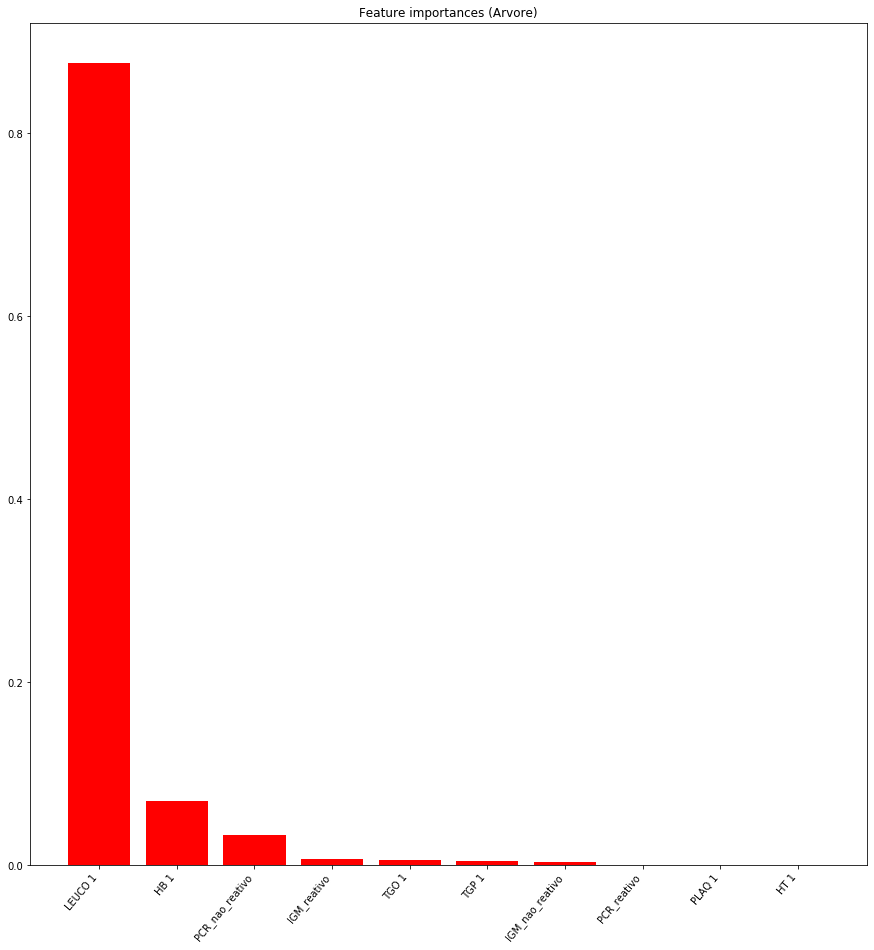 Feature importances (Arvore)
0.8
0.6
0.4
0.2
0.0
LEUCO 1
HB 1
PCR_nao_reativo
IGM_reativo
TGO 1
TGP 1
IGM_nao_reativo
PCR_reativo
PLAQ 1
HT 1